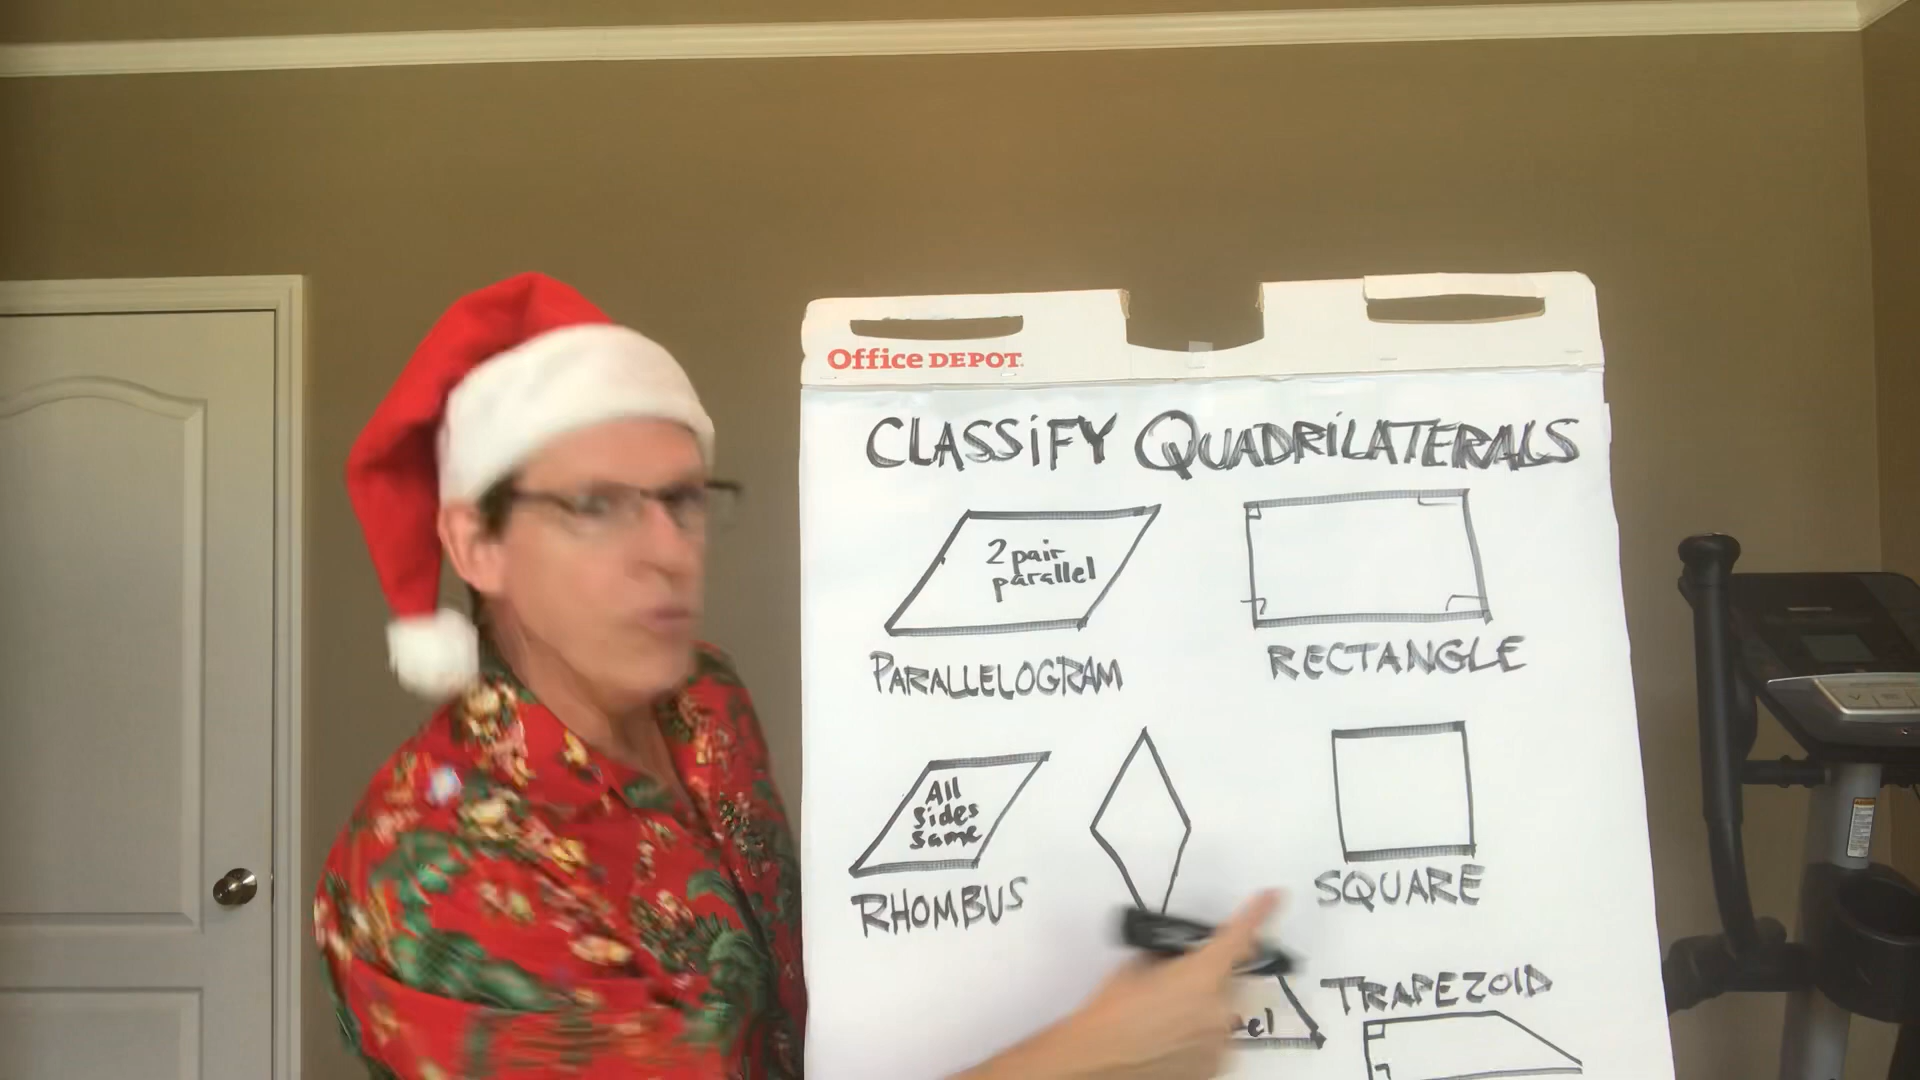 Office DEPOT
CLASSiFY QUADRiLATERALS
2 pair
parallel
PARALLELOGRAM
RECTANGLE
All
sides
same
RHOMBUS
SQUARE
TRAPEZOID